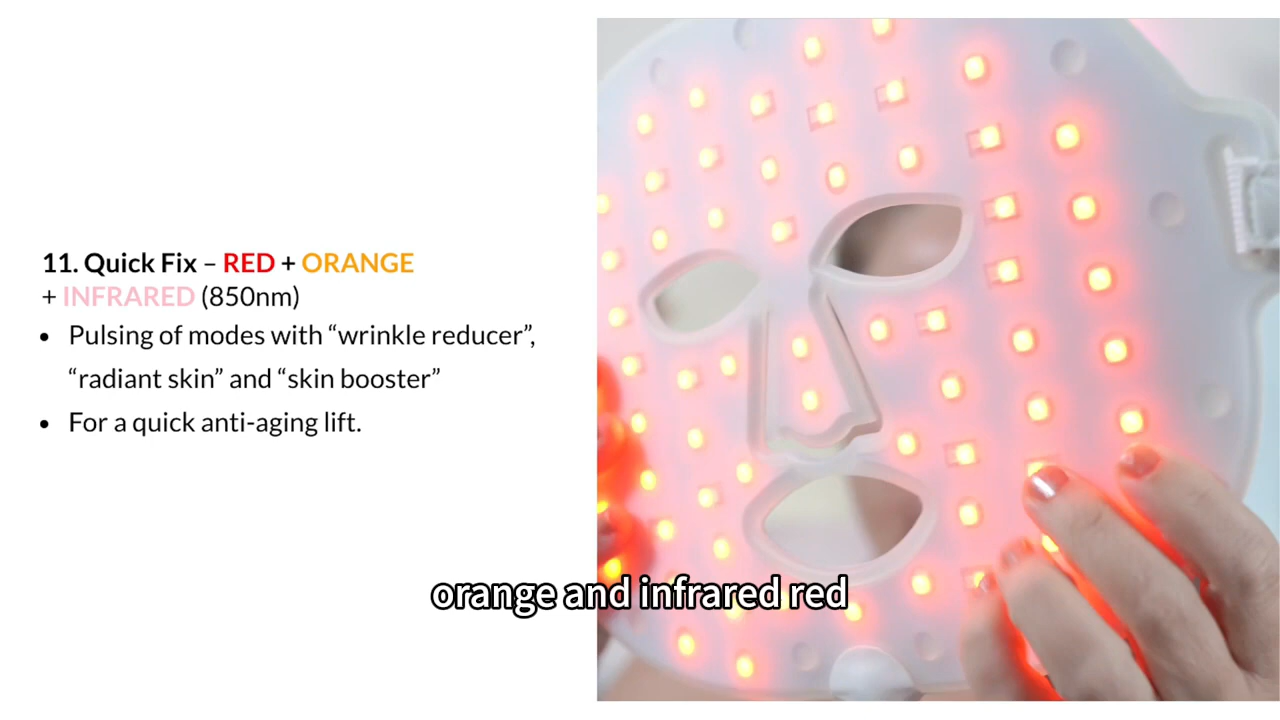 11. Quick Fix – RED + ORANGE
+ INFRARED (850nm)
• Pulsing of modes with “wrinkle reducer”,
“radiant skin” and “skin booster”
• For a quick anti-aging lift.
orange and infrared red